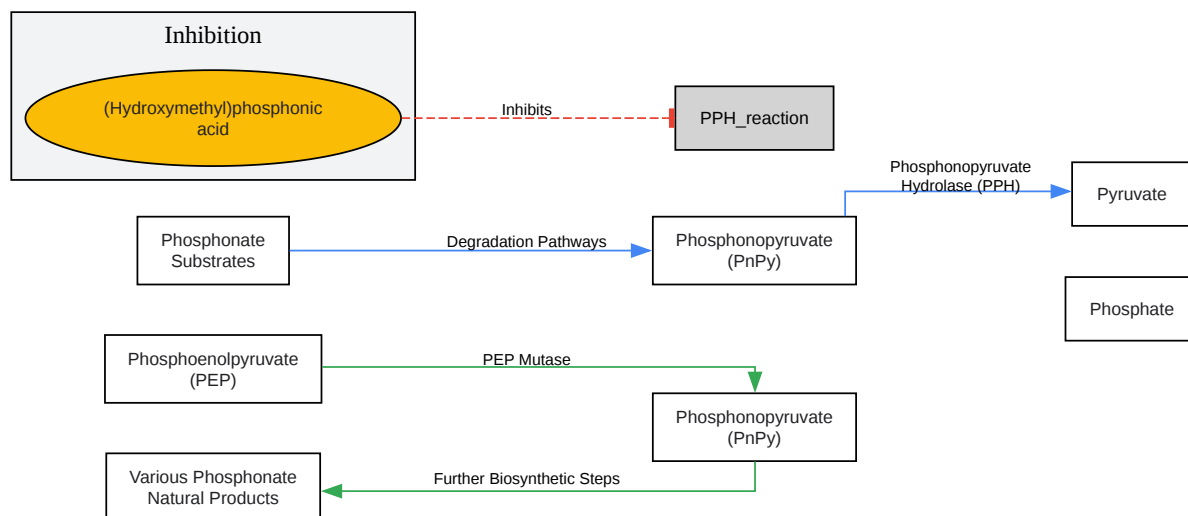 Inhibition
(Hydroxymethyl)phosphonic
acid
Inhibits
PPH_reaction
Phosphonopyruvate
Hydrolase (PPH)
Pyruvate
Phosphonate
Substrates
Degradation Pathways
Phosphonopyruvate
(PnPy)
Phosphate
Phosphoenolpyruvate
(PEP)
PEP Mutase
Phosphonopyruvate
(PnPy)
Various Phosphonate
Natural Products
Further Biosynthetic Steps